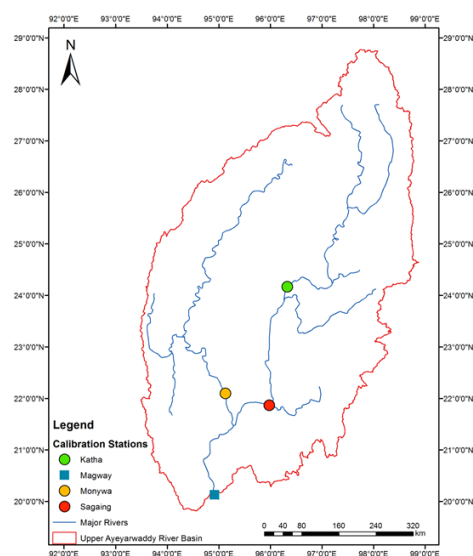 92°0'0"E 93°0'0"E 94°0'0"E 95°0'0"E 96°0'0"E 97°0'0"E 98°0'0"E 99°0'0"E
29°0'0"N 29°0'0"N
N
28°0'0"N 28°0'0"N
27°0'0"N 27°0'0"N
26°0'0"N 26°0'0"N
25°0'0"N 25°0'0"N
24°0'0"N 24°0'0"N
23°0'0"N 23°0'0"N
22°0'0"N 22°0'0"N
21°0'0"N 21°0'0"N
20°0'0"N 20°0'0"N
Legend
Calibration Stations
Katha
Magway
Monywa
Sagaing
Major Rivers
Upper Ayeyarwaddy River Basin
0 40 80 160 240 320
km
92°0'0"E 93°0'0"E 94°0'0"E 95°0'0"E 96°0'0"E 97°0'0"E 98°0'0"E 99°0'0"E